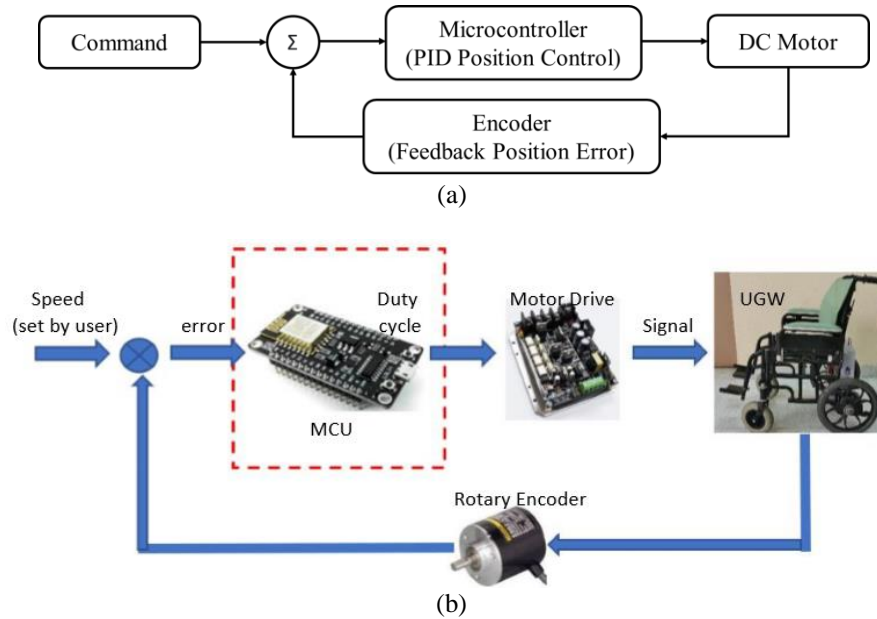 Command
Σ
Microcontroller
(PID Position Control)
DC Motor
Encoder
(Feedback Position Error)
(a)
Speed
(set by user)
error
Duty
cycle
MCU
Motor Drive
Signal
UGW
Rotary Encoder
(b)